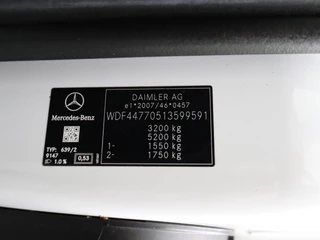 Mercedes-Benz
DAIMLER AG
e1*2007/46*0457
WDF44770513599591
3200 kg
5200 kg
1- 1550 kg
2- 1750 kg
TYP: 639/2
9147
1.0 % 0,53